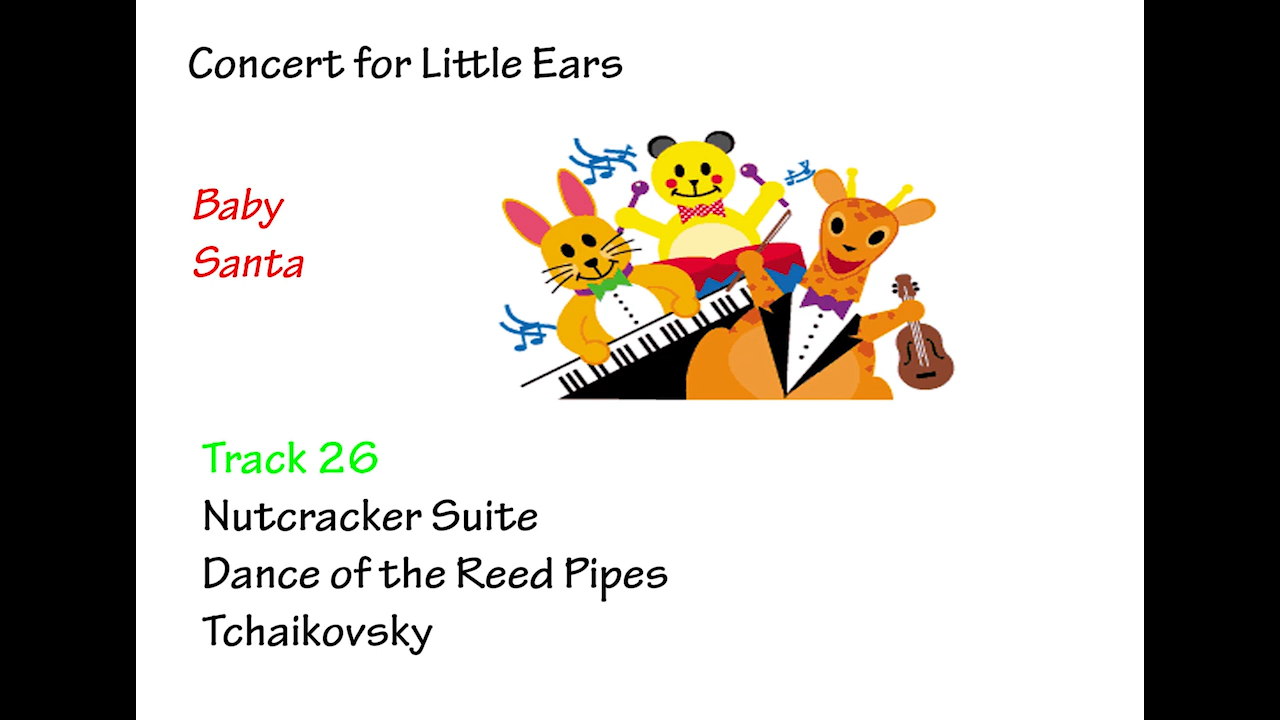 Concert for Little Ears
Baby
Santa
Track 26
Nutcracker Suite
Dance of the Reed Pipes
Tchaikovsky